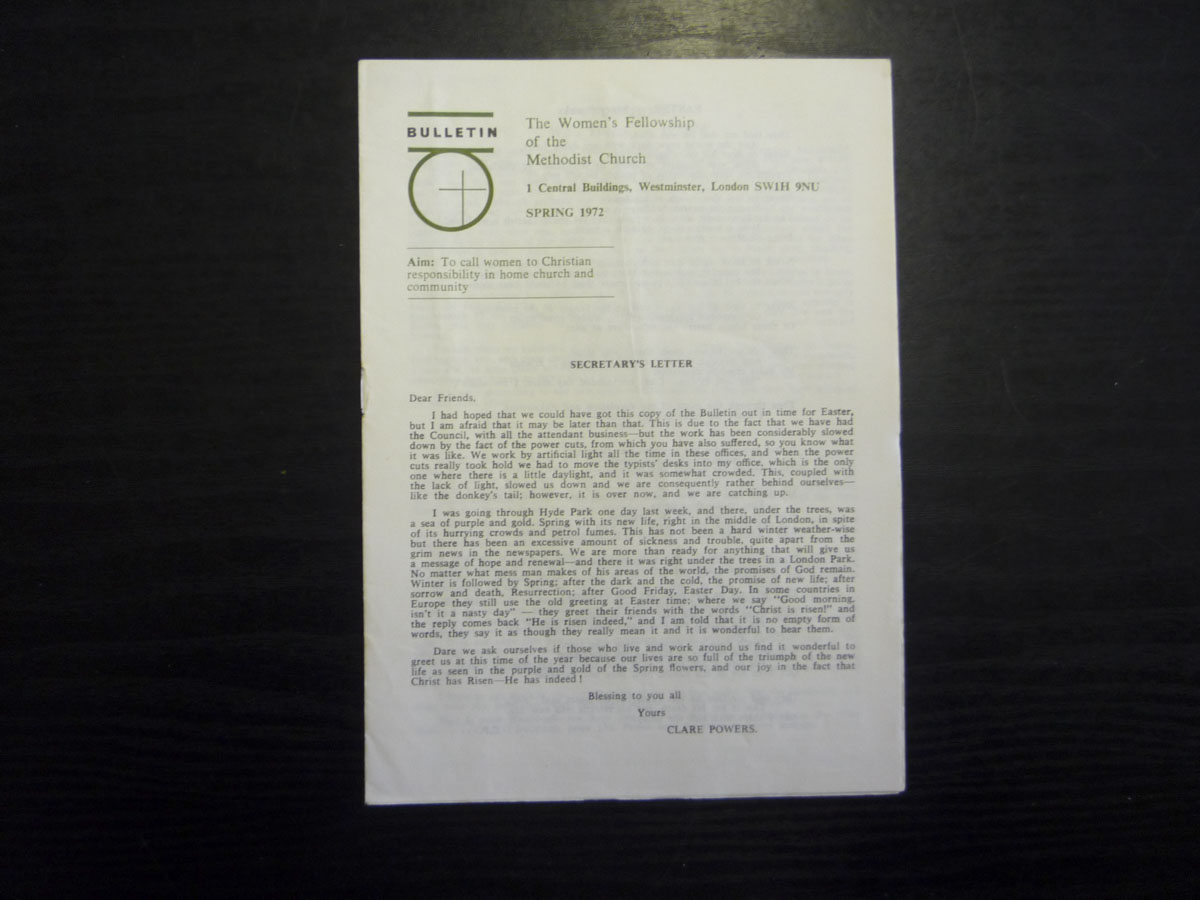 BULLETIN
The Women's Fellowship
of the
Methodist Church
1 Central Buildings, Westminster, London SW1H 9NU
SPRING 1972
Aim: To call women to Christian
responsibility in home church and
community
SECRETARY'S LETTER
Dear Friends,
I had hoped that we could have got this copy of the Bulletin out in time for Easter,
but I am afraid that it may be later than that. This is due to the fact that we have had
the Council, with all the attendant business—but the work has been considerably slowed
down by the fact of the power cuts, from which you have also suffered, so you know what
it was like. We work by artificial light all the time in these offices, and when the power
cuts really took hold we had to move the typists' desks into my office, which is the only
one where there is a little daylight, and it was somewhat crowded. This, coupled with
the lack of light, slowed us down and we are consequently rather behind ourselves—
like the donkey's tail; however, it is over now, and we are catching up.
I was going through Hyde Park one day last week, and there, under the trees, was
a sea of purple and gold. Spring with its new life, right in the middle of London, in spite
of its hurrying crowds and petrol fumes. This has not been a hard winter weather-wise
but there has been an excessive amount of sickness and trouble, quite apart from the
grim news in the newspapers. We are more than ready for anything that will give us
a message of hope and renewal—and there it was right under the trees in a London Park.
No matter what mess man makes of his areas of the world, the promises of God remain.
Winter is followed by Spring; after the dark and the cold, the promise of new life; after
sorrow and death, Resurrection; after Good Friday, Easter Day. In some countries in
Europe they still use the old greeting at Easter time; where we say "Good morning,
isn't it a nasty day" — they greet their friends with the words "Christ is risen!" and
the reply comes back "He is risen indeed," and I am told that it is no empty form of
words, they say it as though they really mean it and it is wonderful to hear them.
Dare we ask ourselves if those who live and work around us find it wonderful to
greet us at this time of the year because our lives are so full of the triumph of the new
life as seen in the purple and gold of the Spring flowers, and our joy in the fact that
Christ has Risen—He has indeed!
Blessing to you all
Yours
CLARE POWERS.